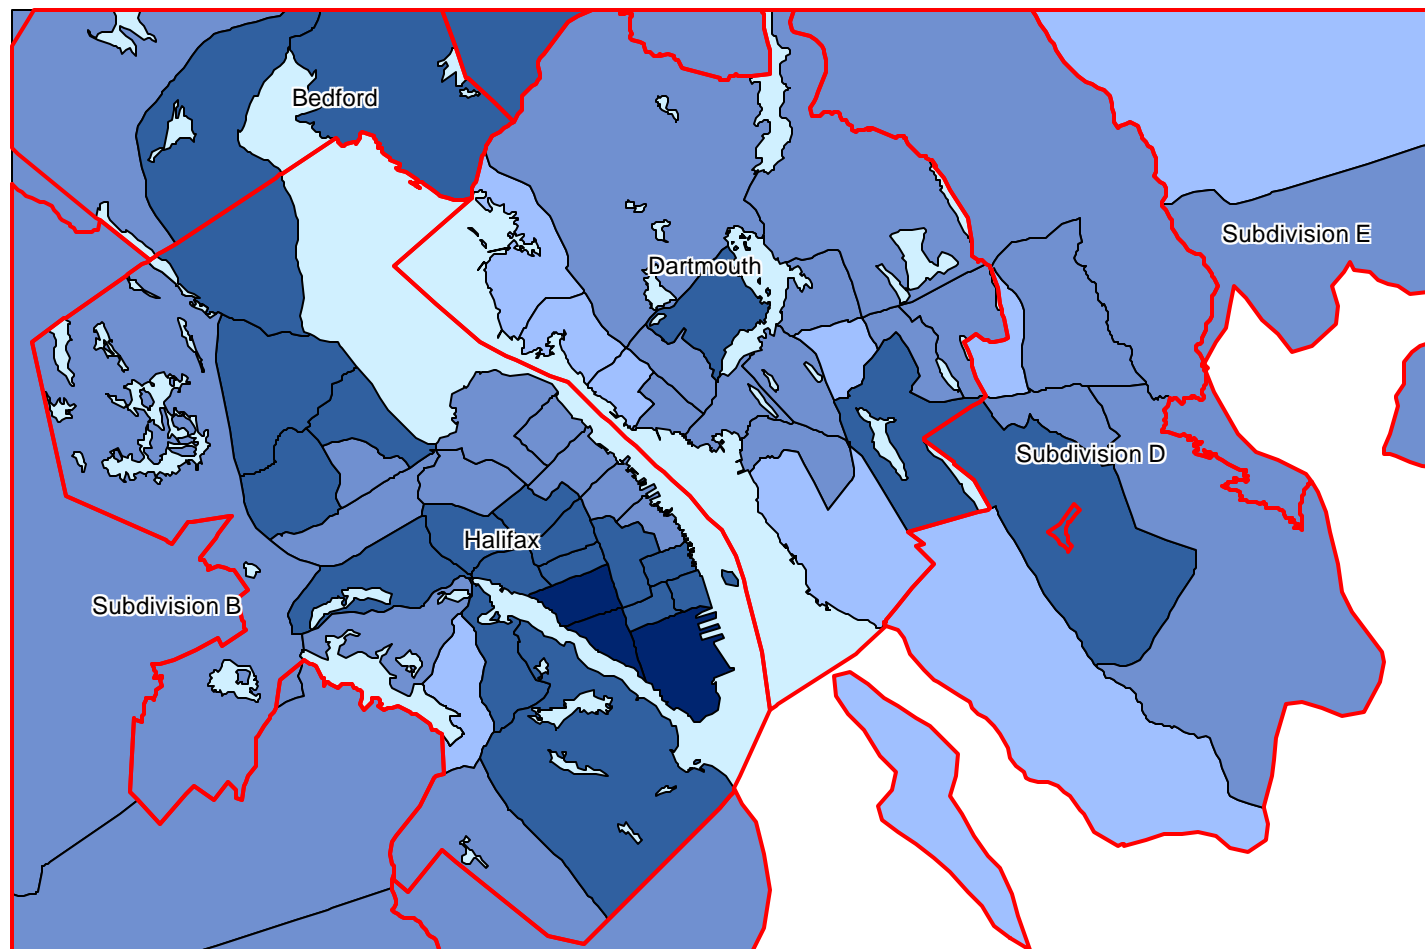 Bedford
Subdivision E
Dartmouth
Subdivision D
Halifax
Subdivision B